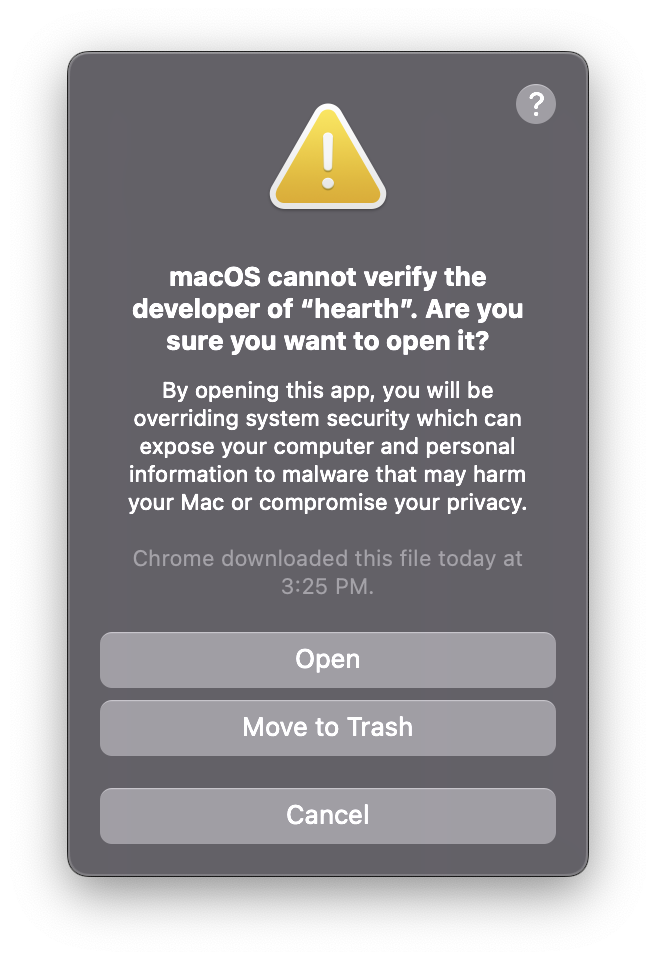 ?
macOS cannot verify the
developer of “hearth”. Are you
sure you want to open it?
By opening this app, you will be
overriding system security which can
expose your computer and personal
information to malware that may harm
your Mac or compromise your privacy.
Chrome downloaded this file today at
3:25 PM.
Open
Move to Trash
Cancel